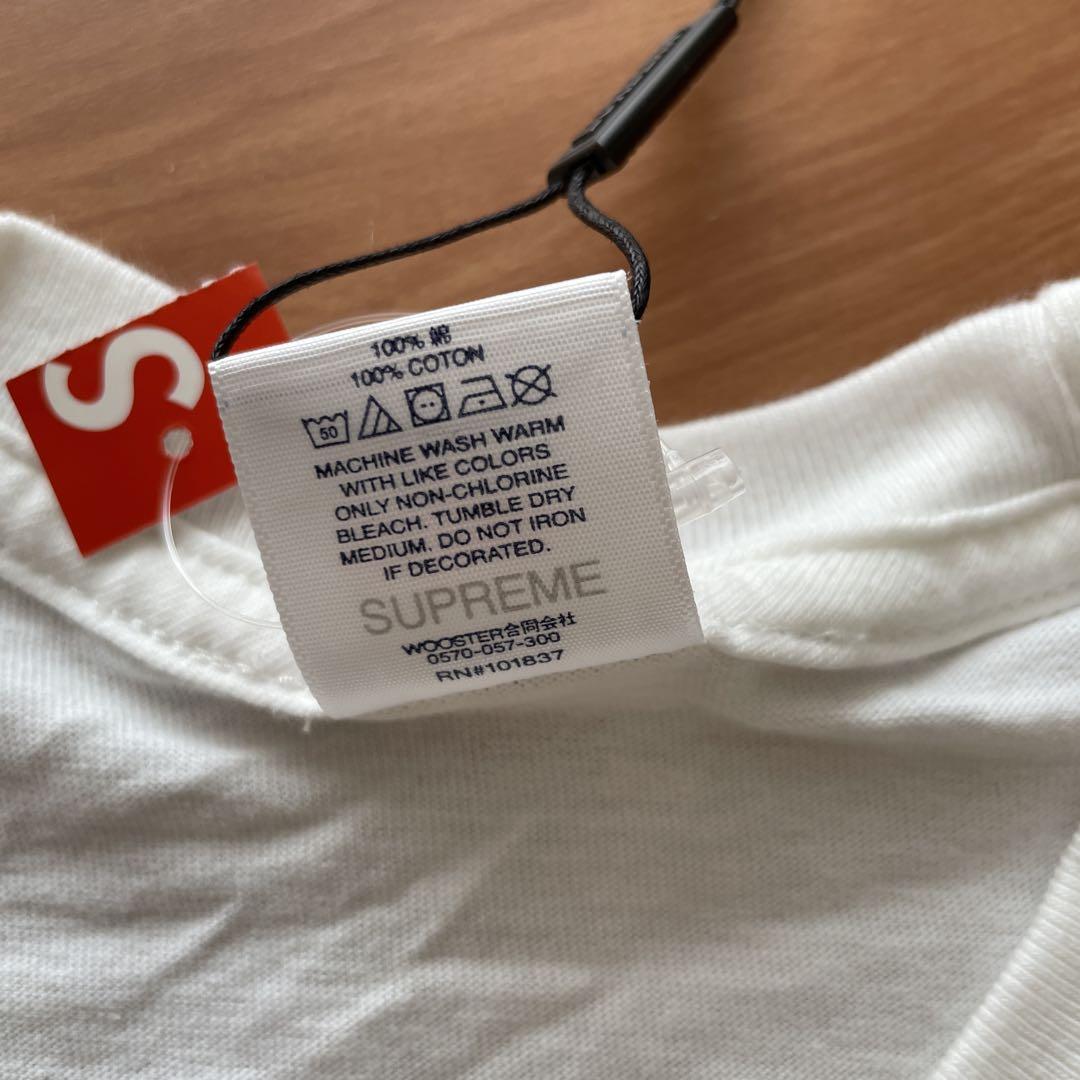 S
100% 綿
100% COTON
50
MACHINE WASH WARM
WITH LIKE COLORS
ONLY NON-CHLORINE
BLEACH. TUMBLE DRY
MEDIUM. DO NOT IRON
IF DECORATED.
SUPREME
WOOSTER合同会社
0570-057-300
RN#101837